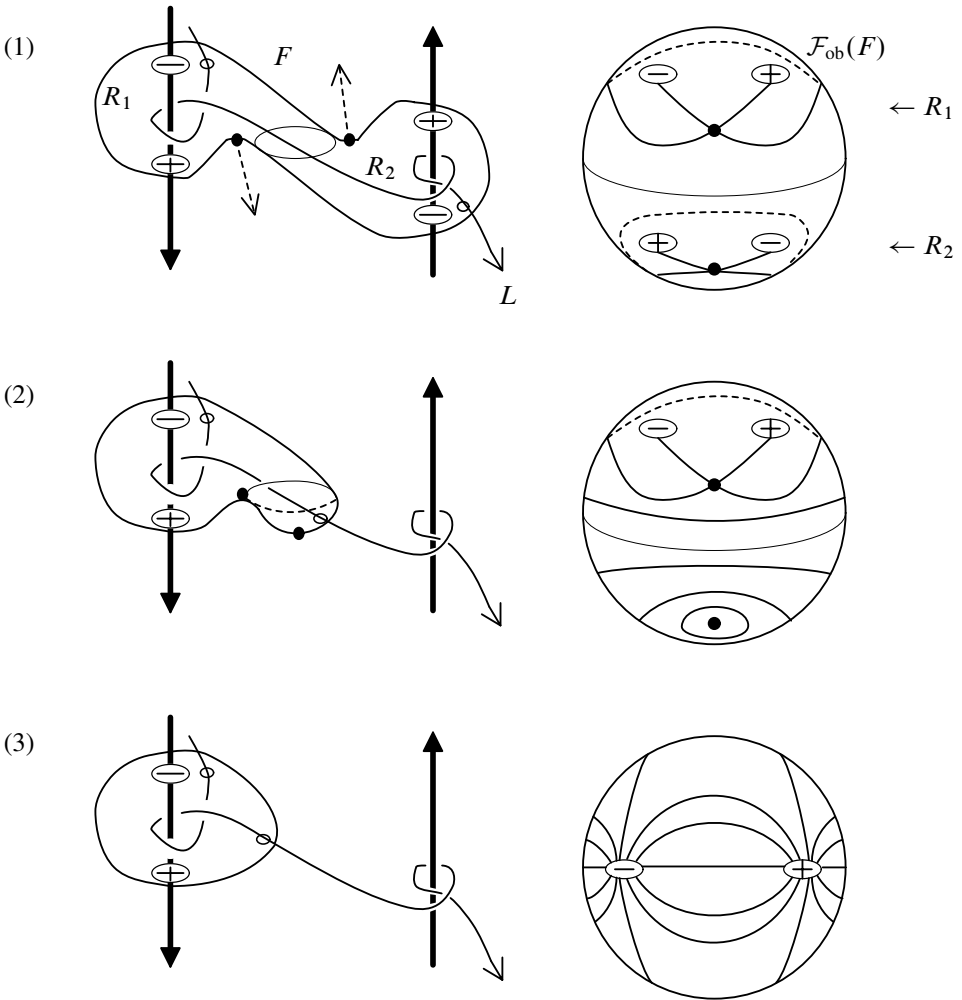 (1)
F
R₁
R₂
L
− + + −
𝓕ob(F)
← R₁
← R₂
− + + −
(2)
− +
− +
(3)
− +
− +